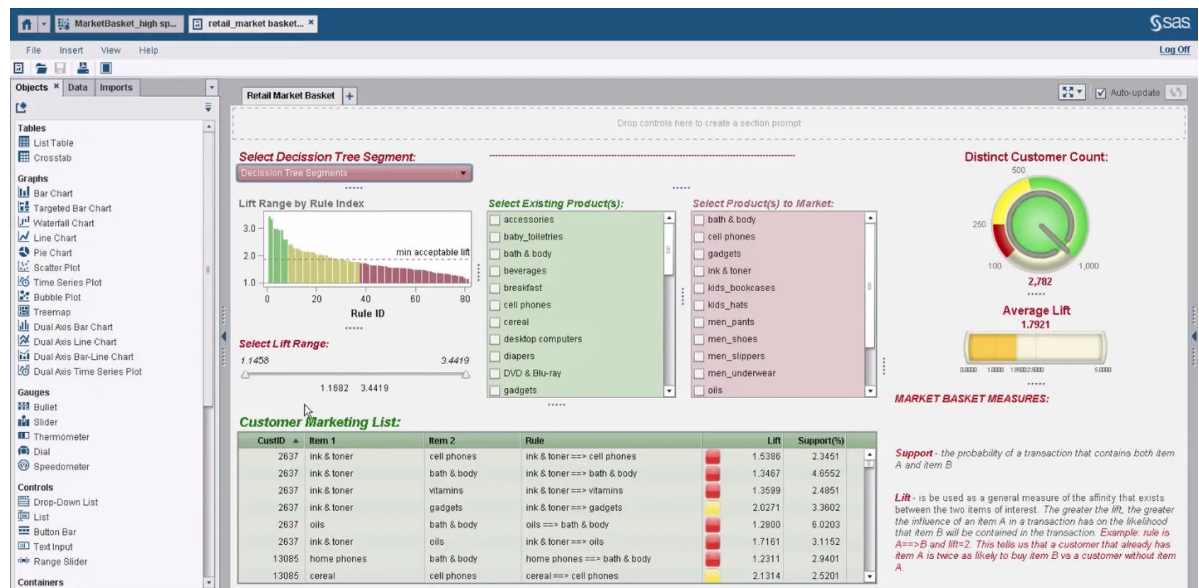 MarketBasket_high sp...
retail_market basket...
sas
File Insert View Help
Log Off
Objects Data Imports
Retail Market Basket
Auto-update
Drop controls here to create a section prompt
Tables
List Table
Crosstab
Graphs
Bar Chart
Targeted Bar Chart
Waterfall Chart
Line Chart
Pie Chart
Scatter Plot
Time Series Plot
Bubble Plot
Treemap
Dual Axis Bar Chart
Dual Axis Line Chart
Dual Axis Bar-Line Chart
Dual Axis Time Series Plot
Gauges
Bullet
Slider
Thermometer
Dial
Speedometer
Controls
Drop-Down List
List
Button Bar
Text Input
Range Slider
Containers
Select Decission Tree Segment:
Decission Tree Segments
Lift Range by Rule Index
3.0
2.0
1.0
min acceptable lift
0 20 40 60 80
Rule ID
Select Lift Range:
1.1458 3.4419
1.1682 3.4419
Select Existing Product(s):
accessories
baby_toiletries
bath & body
beverages
breakfast
cell phones
cereal
desktop computers
diapers
DVD & Blu-ray
gadgets
Select Product(s) to Market:
bath & body
cell phones
gadgets
ink & toner
kids_bookcases
kids_hats
men_pants
men_shoes
men_slippers
men_underwear
oils
Distinct Customer Count:
500
250
100 1,000
2,782
Average Lift
1.7921
0.0000 1.0000 5.0000
MARKET BASKET MEASURES:
Support - the probability of a transaction that contains both item
A and item B
Lift - is be used as a general measure of the affinity that exists
between the two items of interest. The greater the lift, the greater
the influence of an item A in a transaction has on the likelihood
that item B will be contained in the transaction. Example: rule is
A==>B and lift=2. This tells us that a customer that already has
item A is twice as likely to buy item B vs a customer without item
A.
Customer Marketing List:
CustID Item 1 Item 2 Rule Lift Support(%)
2637 ink & toner cell phones ink & toner ==> cell phones 1.5386 2.3451
2637 ink & toner bath & body ink & toner ==> bath & body 1.3467 4.6552
2637 ink & toner vitamins ink & toner ==> vitamins 1.3599 2.4851
2637 ink & toner gadgets ink & toner ==> gadgets 2.0271 3.3602
2637 oils bath & body oils ==> bath & body 1.2800 6.0203
2637 ink & toner oils ink & toner ==> oils 1.7161 3.1152
13085 home phones bath & body home phones ==> bath & body 1.2311 2.9401
13085 cereal cell phones cereal ==> cell phones 2.1314 2.5201